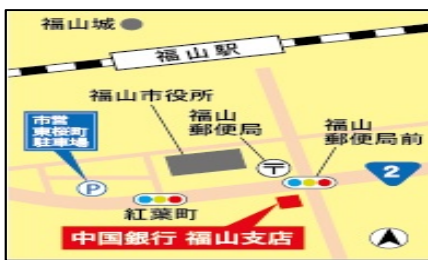 福山城
福山駅
福山市役所
市営
東桜町
駐車場
福山
郵便局
福山
郵便局前
〒
2
P
紅葉町
中国銀行 福山支店